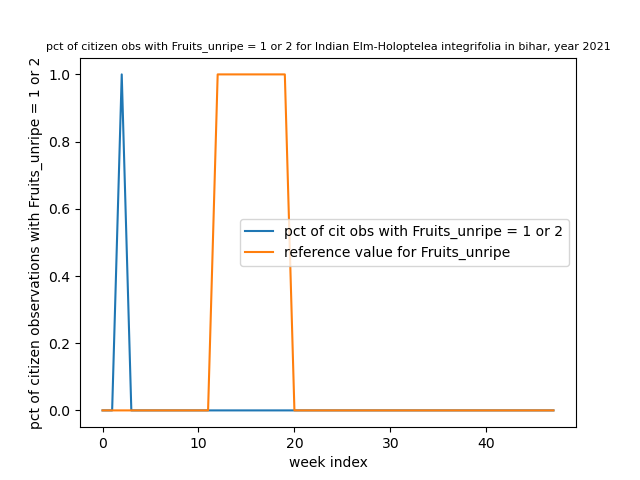 pct of citizen obs with Fruits_unripe = 1 or 2 for Indian Elm-Holoptelea integrifolia in bihar, year 2021
pct of citizen observations with Fruits_unripe = 1 or 2
1.0
0.8
0.6
0.4
0.2
0.0
pct of cit obs with Fruits_unripe = 1 or 2
reference value for Fruits_unripe
0 10 20 30 40
week index